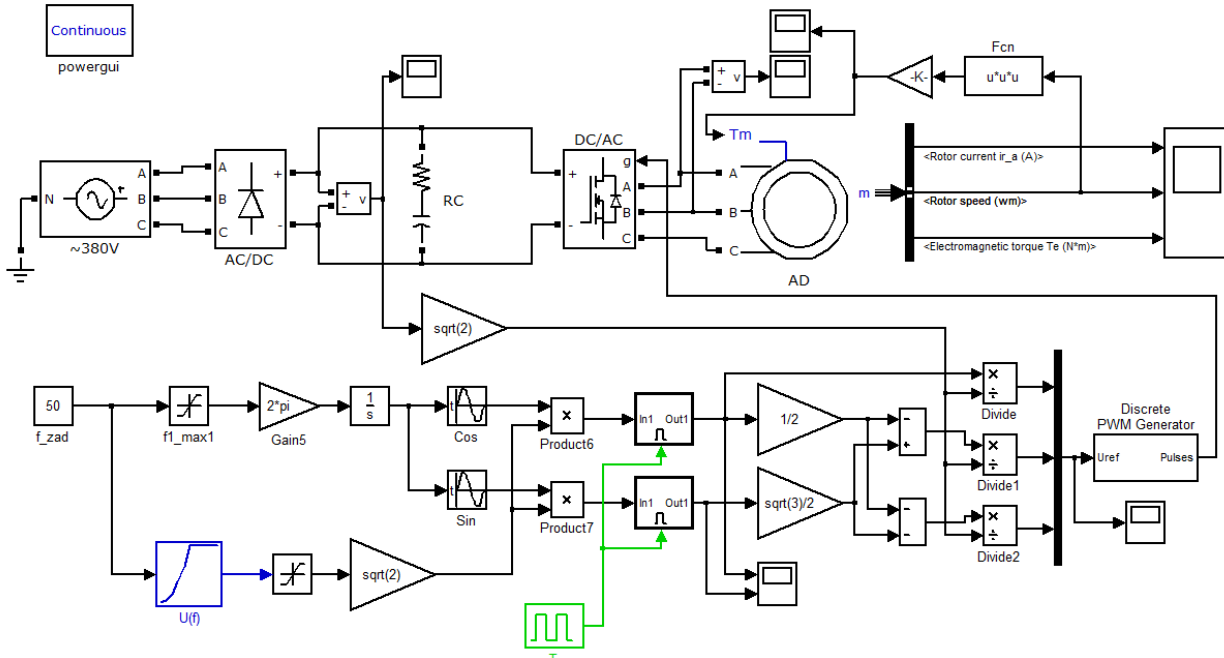 Continuous
powergui
Fcn
-K-
u*u*u
+
-
v
Tm
DC/AC
g
A
B
C
+
-
A
B
C
m
<Rotor current ir_a (A)>
<Rotor speed (wm)>
<Electromagnetic torque Te (N*m)>
AD
N
A
B
C
~380V
A
B
C
+
-
AC/DC
+
-
v
RC
sqrt(2)
50
f_zad
f1_max1
2*pi
Gain5
1
s
t
Cos
×
Product6
In1 Out1
1/2
-
+
×
÷
Divide
t
Sin
×
Product7
In1 Out1
sqrt(3)/2
-
-
×
÷
Divide1
×
÷
Divide2
Discrete
PWM Generator
Uref Pulses
U(f)
sqrt(2)